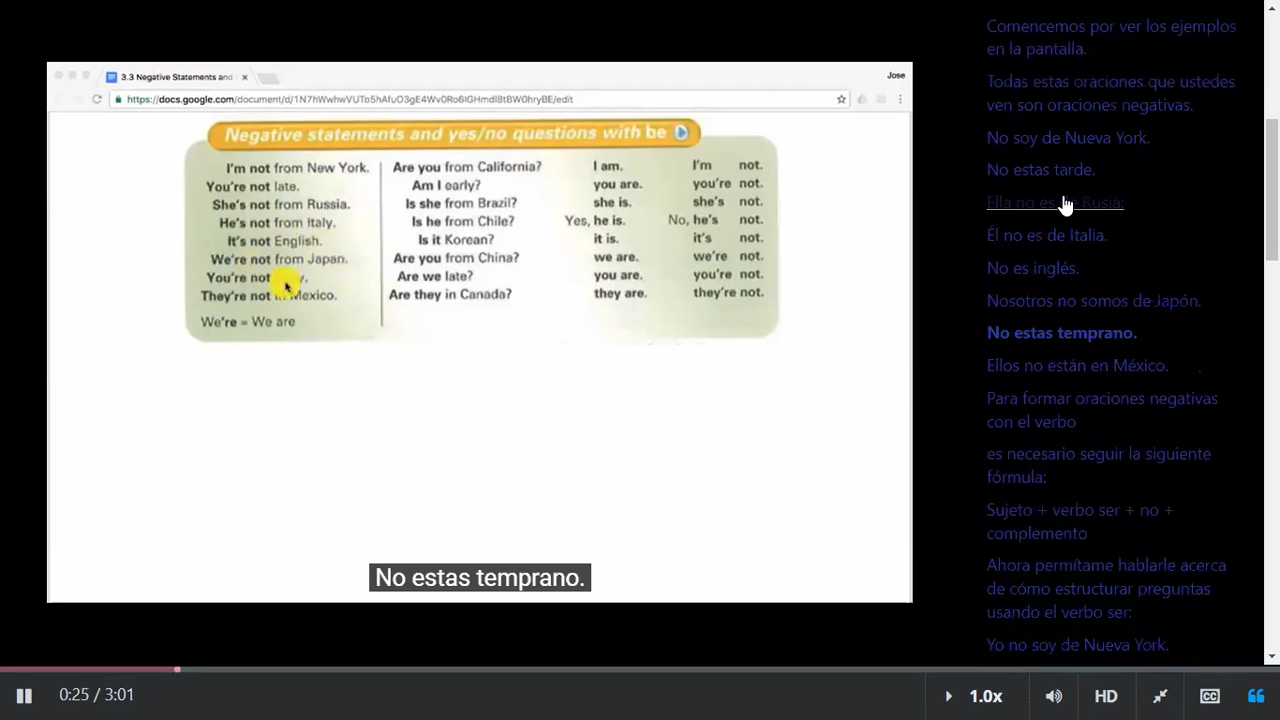 3.3 Negative Statements and
Jose
https://docs.google.com/document/d/1N7hWwhwVUTo5hAfuO3gE4Wv0Ro6IGHmdlBtBW0hryBE/edit
Negative statements and yes/no questions with be
I'm not from New York.
You're not late.
She's not from Russia.
He's not from Italy.
It's not English.
We're not from Japan.
You're not
They're not in Mexico.
We're = We are
Are you from California?
Am I early?
Is she from Brazil?
Is he from Chile?
Is it Korean?
Are you from China?
Are we late?
Are they in Canada?
I am.
you are.
she is.
Yes, he is.
it is.
we are.
you are.
they are.
I'm not.
you're not.
she's not.
No, he's not.
it's not.
we're not.
you're not.
they're not.
No estas temprano.
Comencemos por ver los ejemplos
en la pantalla.
Todas estas oraciones que ustedes
ven son oraciones negativas.
No soy de Nueva York.
No estas tarde.
Ella no es de Rusia:
Él no es de Italia.
No es inglés.
Nosotros no somos de Japón.
No estas temprano.
Ellos no están en México.
Para formar oraciones negativas
con el verbo
es necesario seguir la siguiente
fórmula:
Sujeto + verbo ser + no +
complemento
Ahora permítame hablarle acerca
de cómo estructurar preguntas
usando el verbo ser:
Yo no soy de Nueva York.
0:25 / 3:01
1.0x
HD
CC